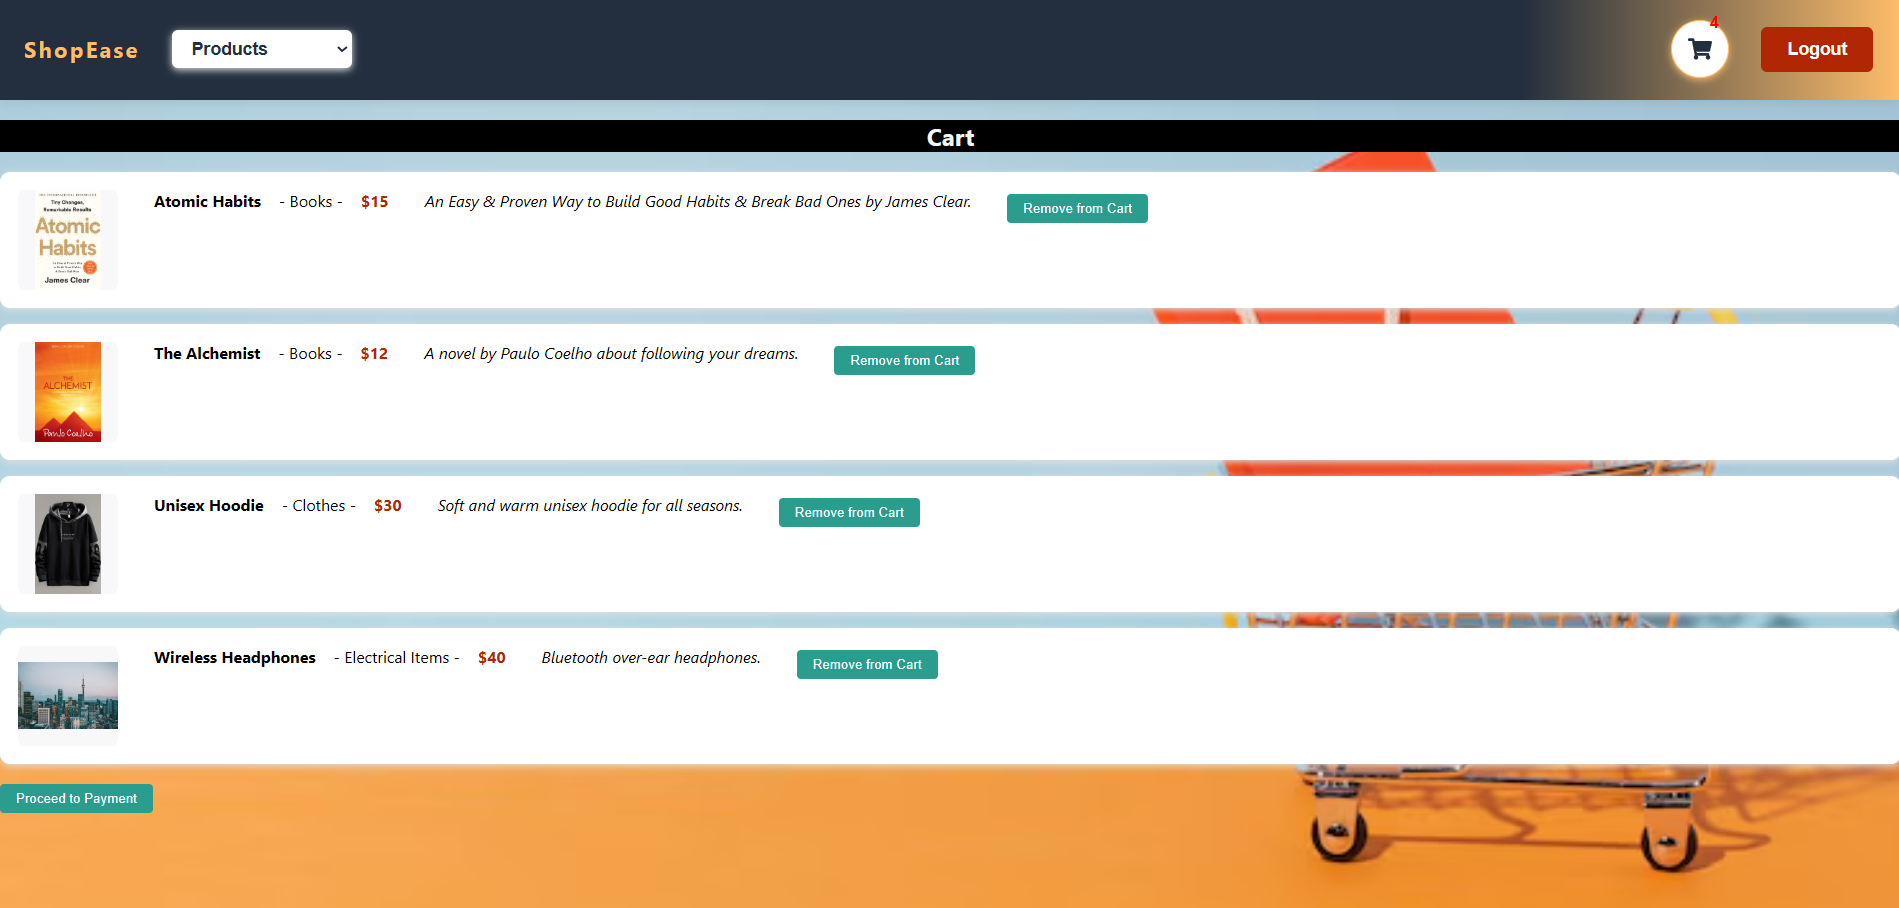 ShopEase
Products
4
Logout
Cart
Tiny Changes,
Remarkable Results
Atomic
Habits
James Clear
Atomic Habits - Books - $15 An Easy & Proven Way to Build Good Habits & Break Bad Ones by James Clear. Remove from Cart
THE
ALCHEMIST
Paulo Coelho
The Alchemist - Books - $12 A novel by Paulo Coelho about following your dreams. Remove from Cart
Unisex Hoodie - Clothes - $30 Soft and warm unisex hoodie for all seasons. Remove from Cart
Wireless Headphones - Electrical Items - $40 Bluetooth over-ear headphones. Remove from Cart
Proceed to Payment